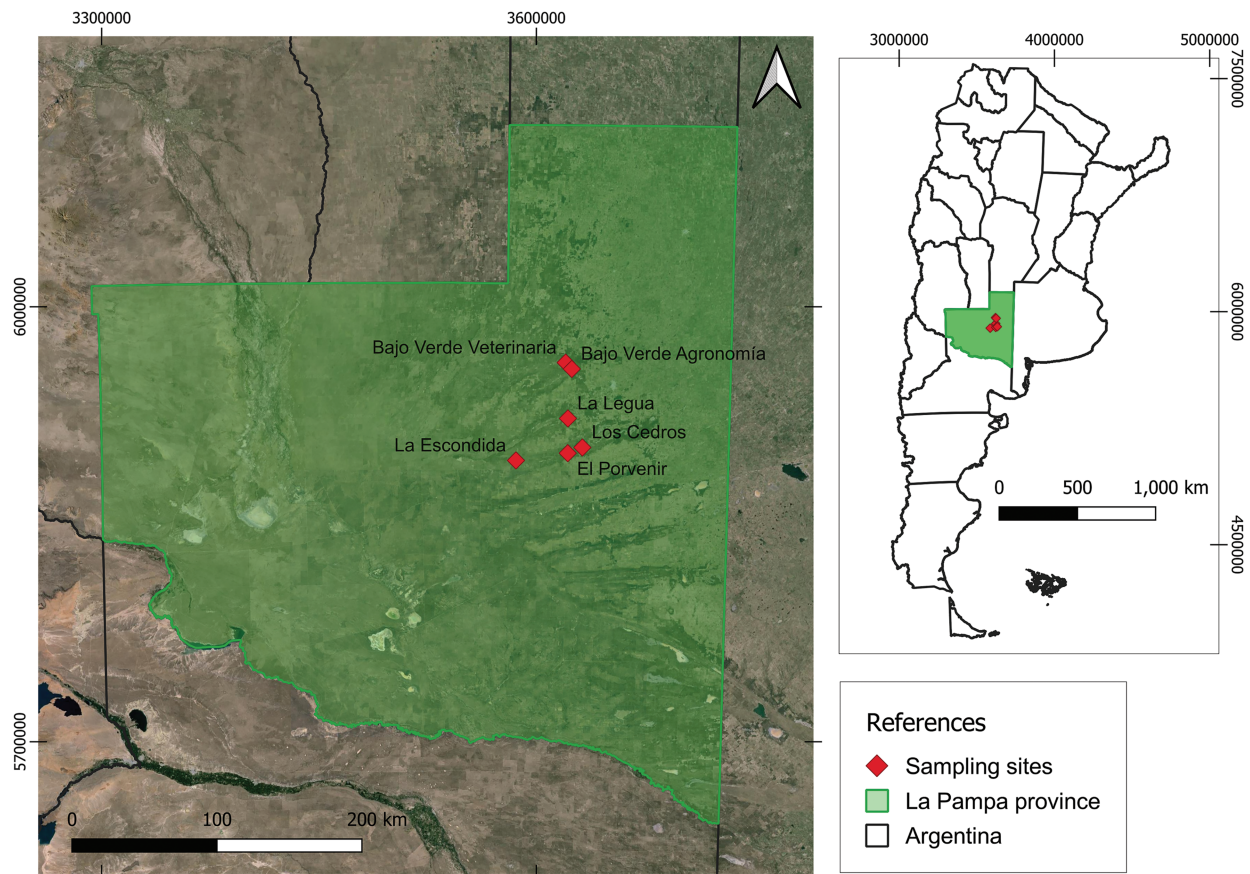 3300000
3600000
6000000
5700000
Bajo Verde Veterinaria
Bajo Verde Agronomía
La Legua
Los Cedros
La Escondida
El Porvenir
0
100
200 km
3000000
4000000
5000000
7500000
6000000
4500000
0
500
1,000 km
References
Sampling sites
La Pampa province
Argentina